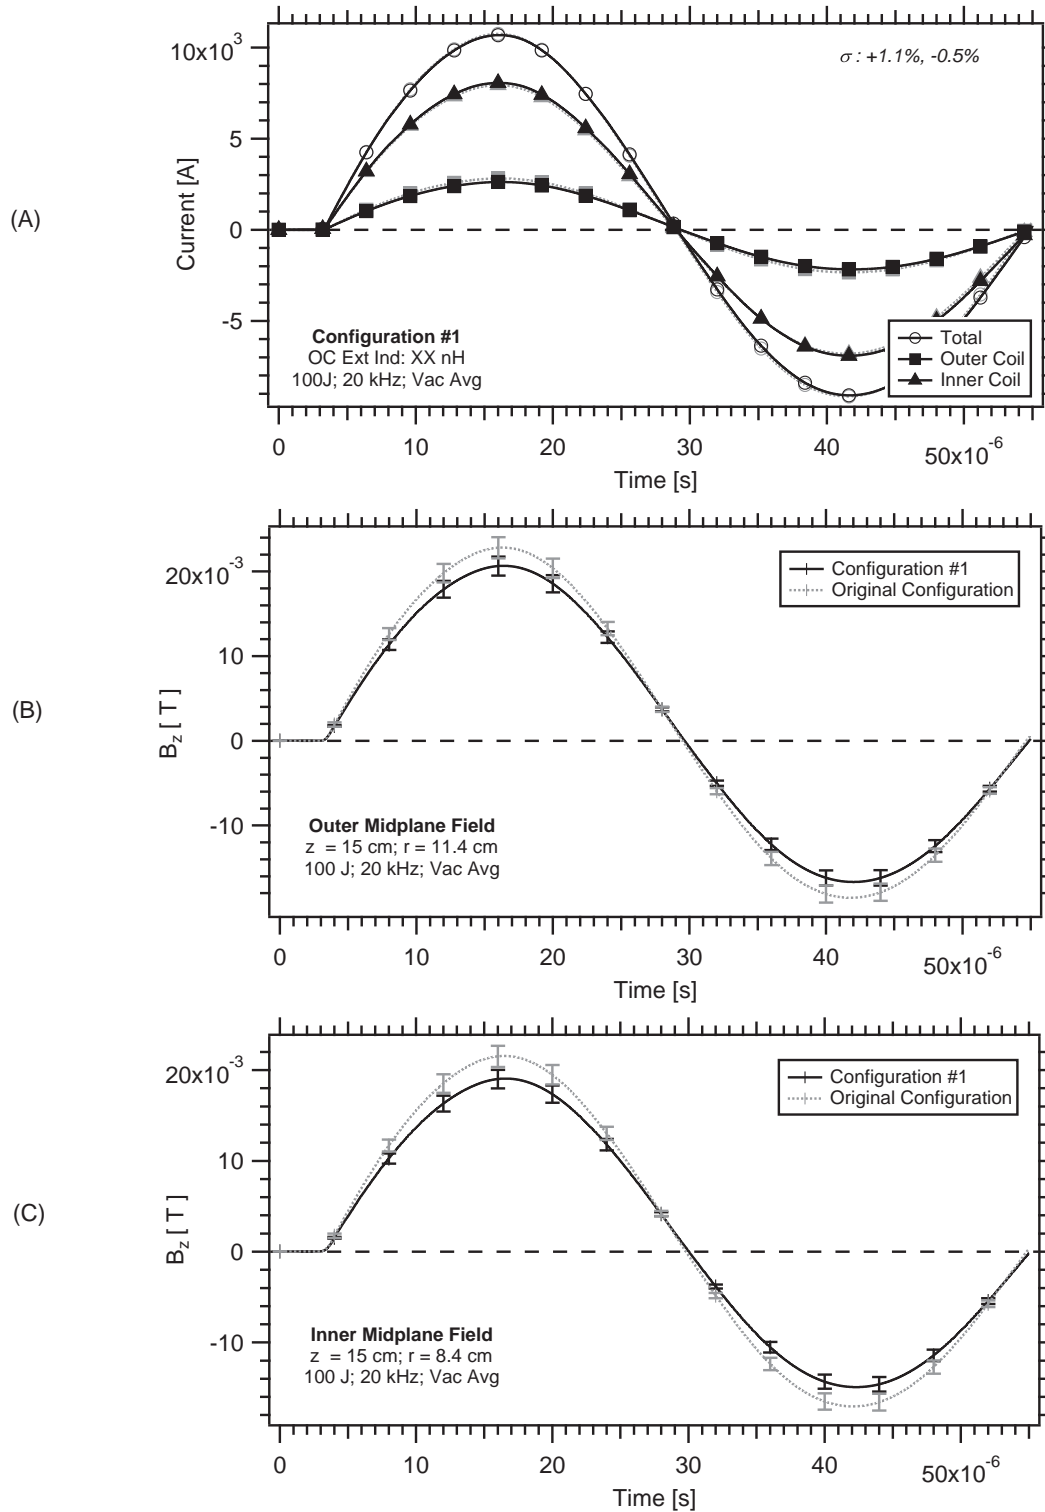 (A)
10x10³
5
0
-5
Current [A]
σ : +1.1%, -0.5%
Configuration #1
OC Ext Ind: XX nH
100J; 20 kHz; Vac Avg
Total
Outer Coil
Inner Coil
0
10
20
30
40
50x10⁻⁶
Time [s]
(B)
20x10⁻³
10
0
-10
B_z [ T ]
Configuration #1
Original Configuration
Outer Midplane Field
z = 15 cm; r = 11.4 cm
100 J; 20 kHz; Vac Avg
0
10
20
30
40
50x10⁻⁶
Time [s]
(C)
20x10⁻³
10
0
-10
B_z [ T ]
Configuration #1
Original Configuration
Inner Midplane Field
z = 15 cm; r = 8.4 cm
100 J; 20 kHz; Vac Avg
0
10
20
30
40
50x10⁻⁶
Time [s]